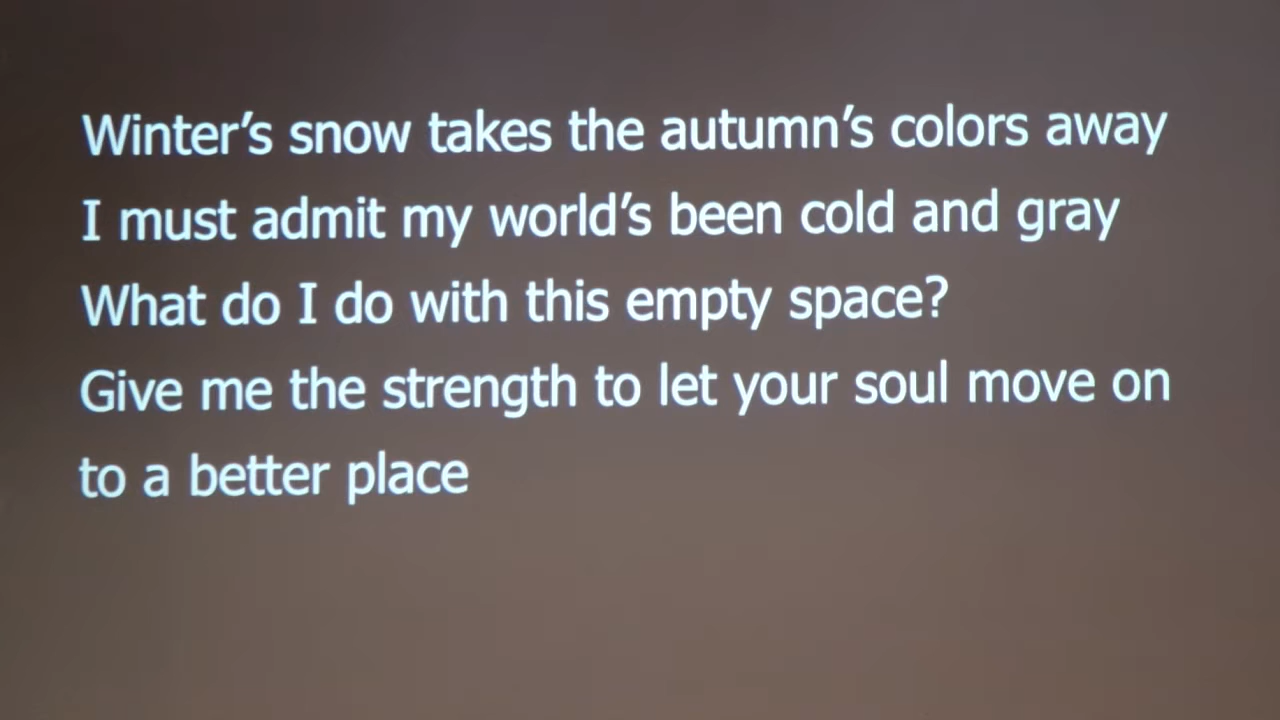 Winter’s snow takes the autumn’s colors away
I must admit my world’s been cold and gray
What do I do with this empty space?
Give me the strength to let your soul move on
to a better place